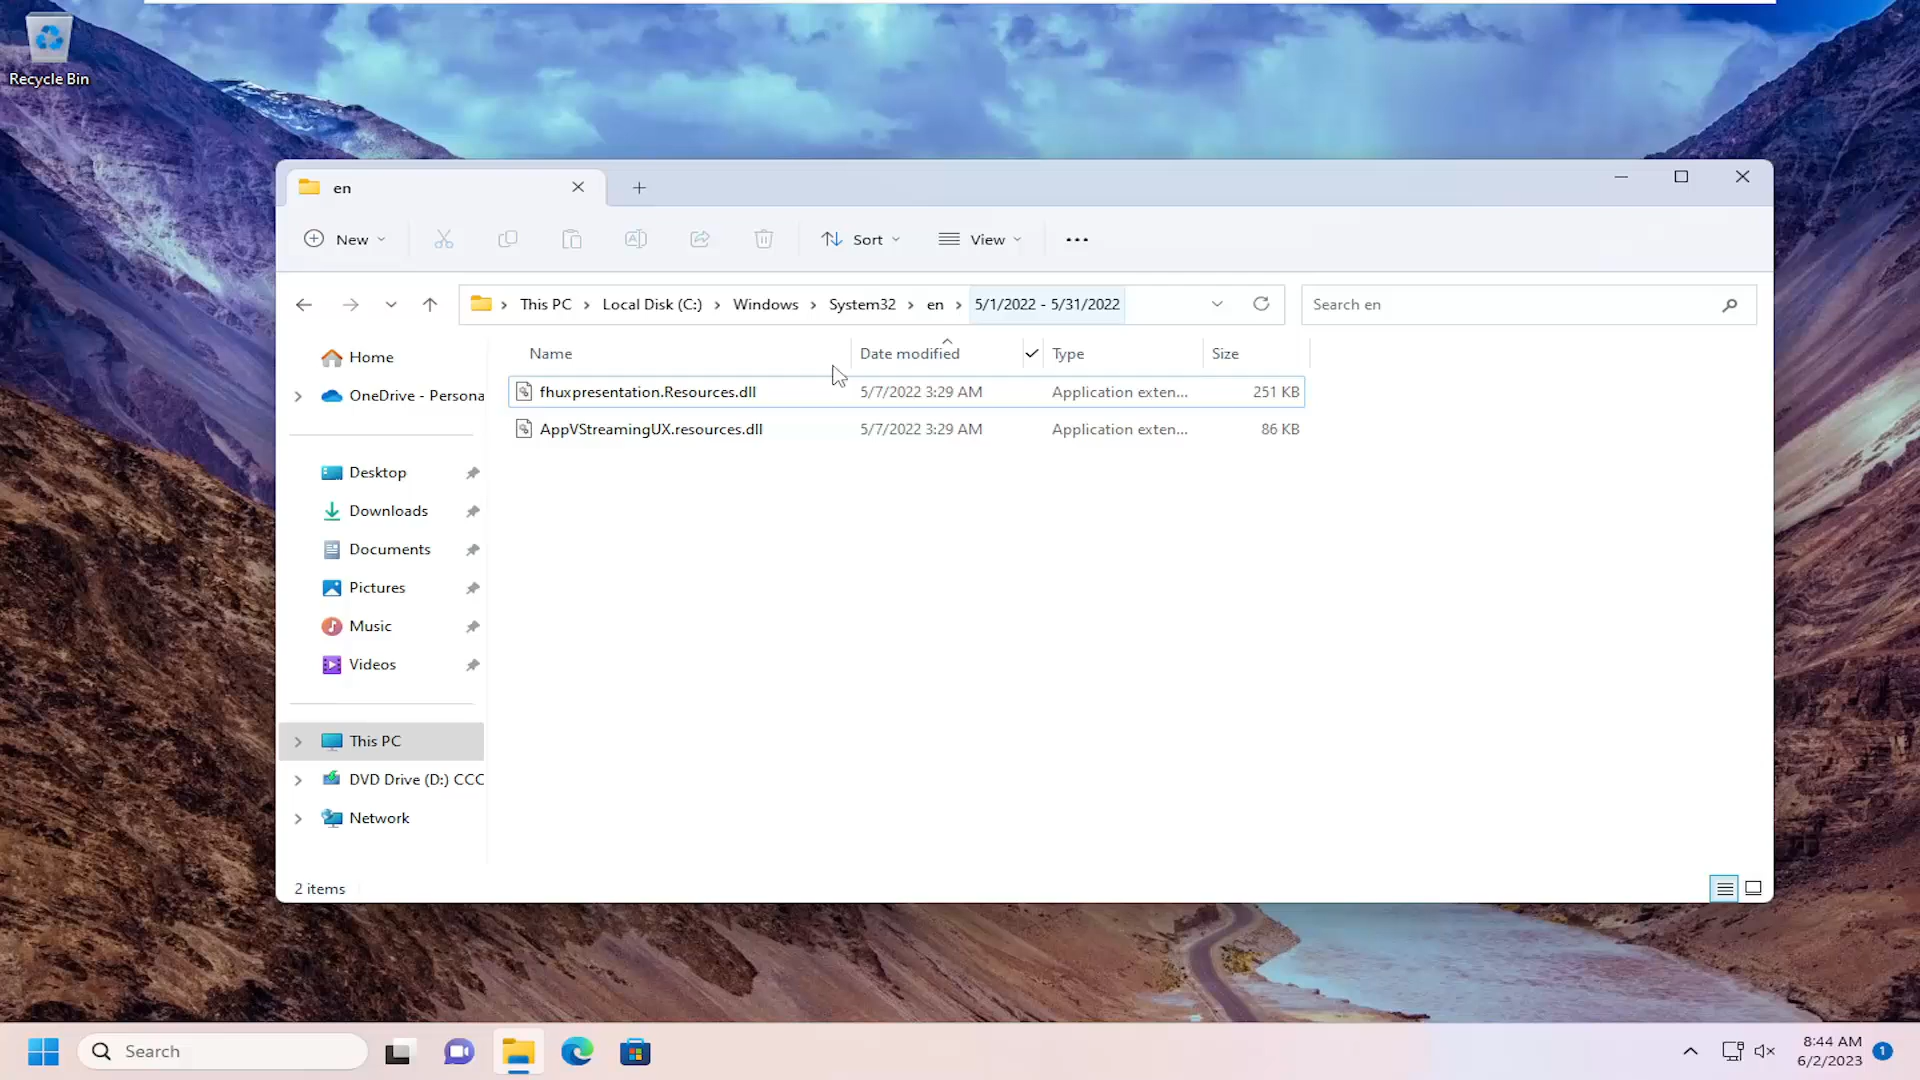 Recycle Bin
en
New
Sort
View
This PC
Local Disk (C:)
Windows
System32
en
5/1/2022 - 5/31/2022
Search en
Name
Date modified
Type
Size
fhuxpresentation.Resources.dll
5/7/2022 3:29 AM
Application exten...
251 KB
AppVStreamingUX.resources.dll
5/7/2022 3:29 AM
Application exten...
86 KB
Home
OneDrive - Persona
Desktop
Downloads
Documents
Pictures
Music
Videos
This PC
DVD Drive (D:) CCC
Network
2 items
Search
8:44 AM
6/2/2023
1